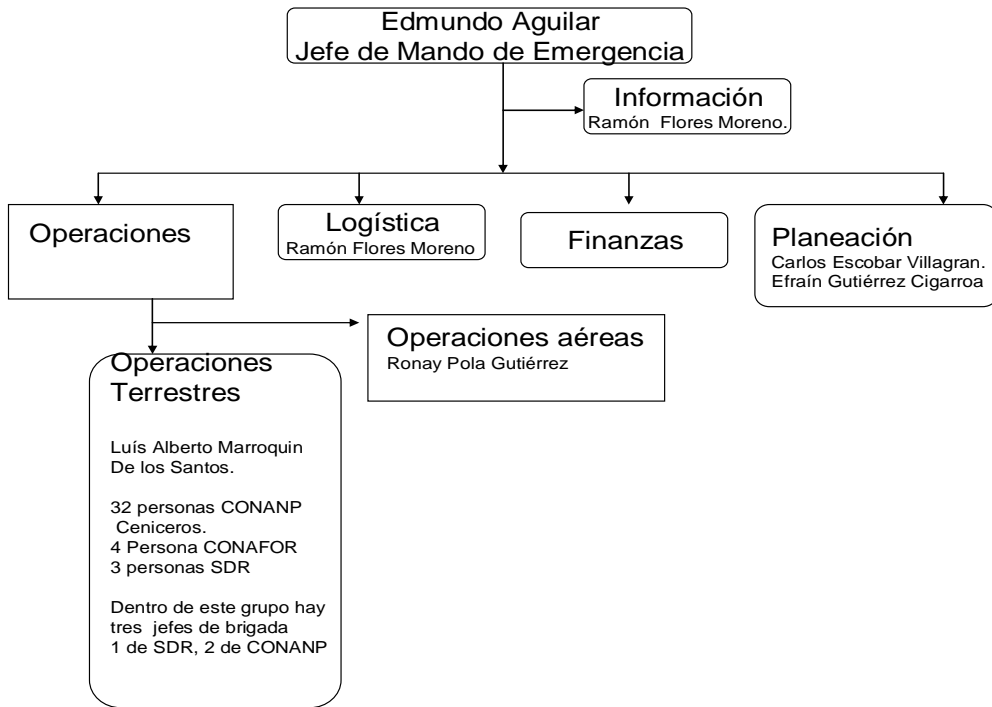 Edmundo Aguilar
Jefe de Mando de Emergencia
Información
Ramón Flores Moreno.
Operaciones
Logística
Ramón Flores Moreno
Finanzas
Planeación
Carlos Escobar Villagran.
Efraín Gutiérrez Cigarroa
Operaciones aéreas
Ronay Pola Gutiérrez
Operaciones
Terrestres
Luís Alberto Marroquin
De los Santos.
32 personas CONANP
Ceniceros.
4 Persona CONAFOR
3 personas SDR
Dentro de este grupo hay
tres jefes de brigada
1 de SDR, 2 de CONANP